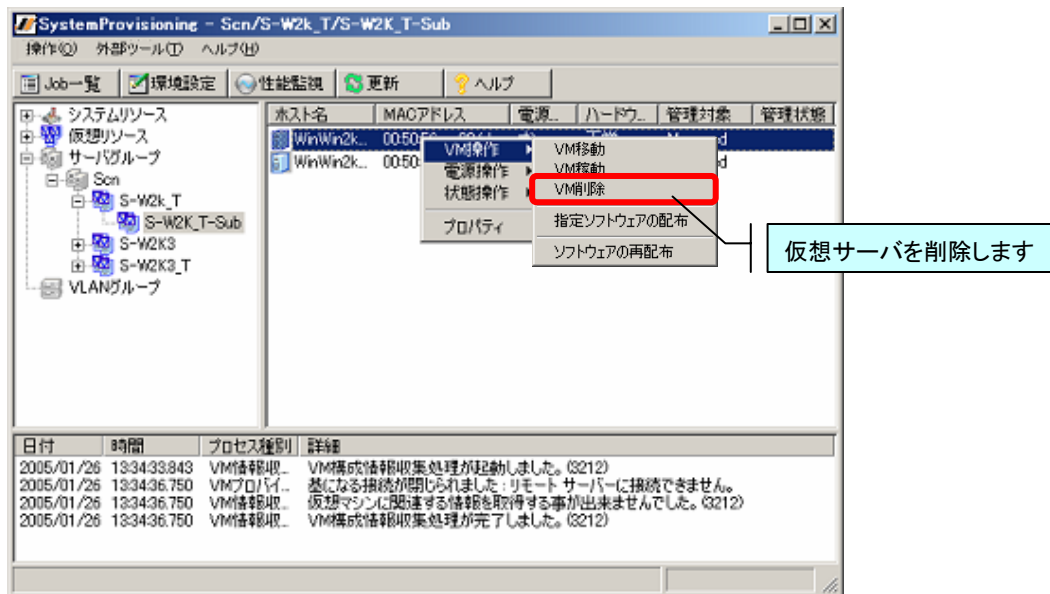 SystemProvisioning - Scn/S-W2k_T/S-W2K_T-Sub
操作(O) 外部ツール(T) ヘルプ(H)
Job一覧 環境設定 性能監視 更新 ヘルプ
システムリソース
仮想リソース
サーバグループ
Scn
S-W2k_T
S-W2K_T-Sub
S-W2K3
S-W2K3_T
VLANグループ
ホスト名 MACアドレス 電源... ハードウ... 管理対象 管理状態
WinWin2k...
WinWin2k... 00:50:
VM操作
電源操作
状態操作
プロパティ
VM移動
VM稼動
VM削除
指定ソフトウェアの配布
ソフトウェアの再配布
仮想サーバを削除します
日付 時間 プロセス種別 詳細
2005/01/26 13:34:33.843 VM情報収... VM構成情報収集処理が起動しました。(3212)
2005/01/26 13:34:36.750 VMプロバイ... 基になる接続が閉じられました : リモート サーバーに接続できません。
2005/01/26 13:34:36.750 VM情報収... 仮想マシンに関連する情報を取得する事が出来ませんでした。(3212)
2005/01/26 13:34:36.750 VM情報収... VM構成情報収集処理が完了しました。(3212)